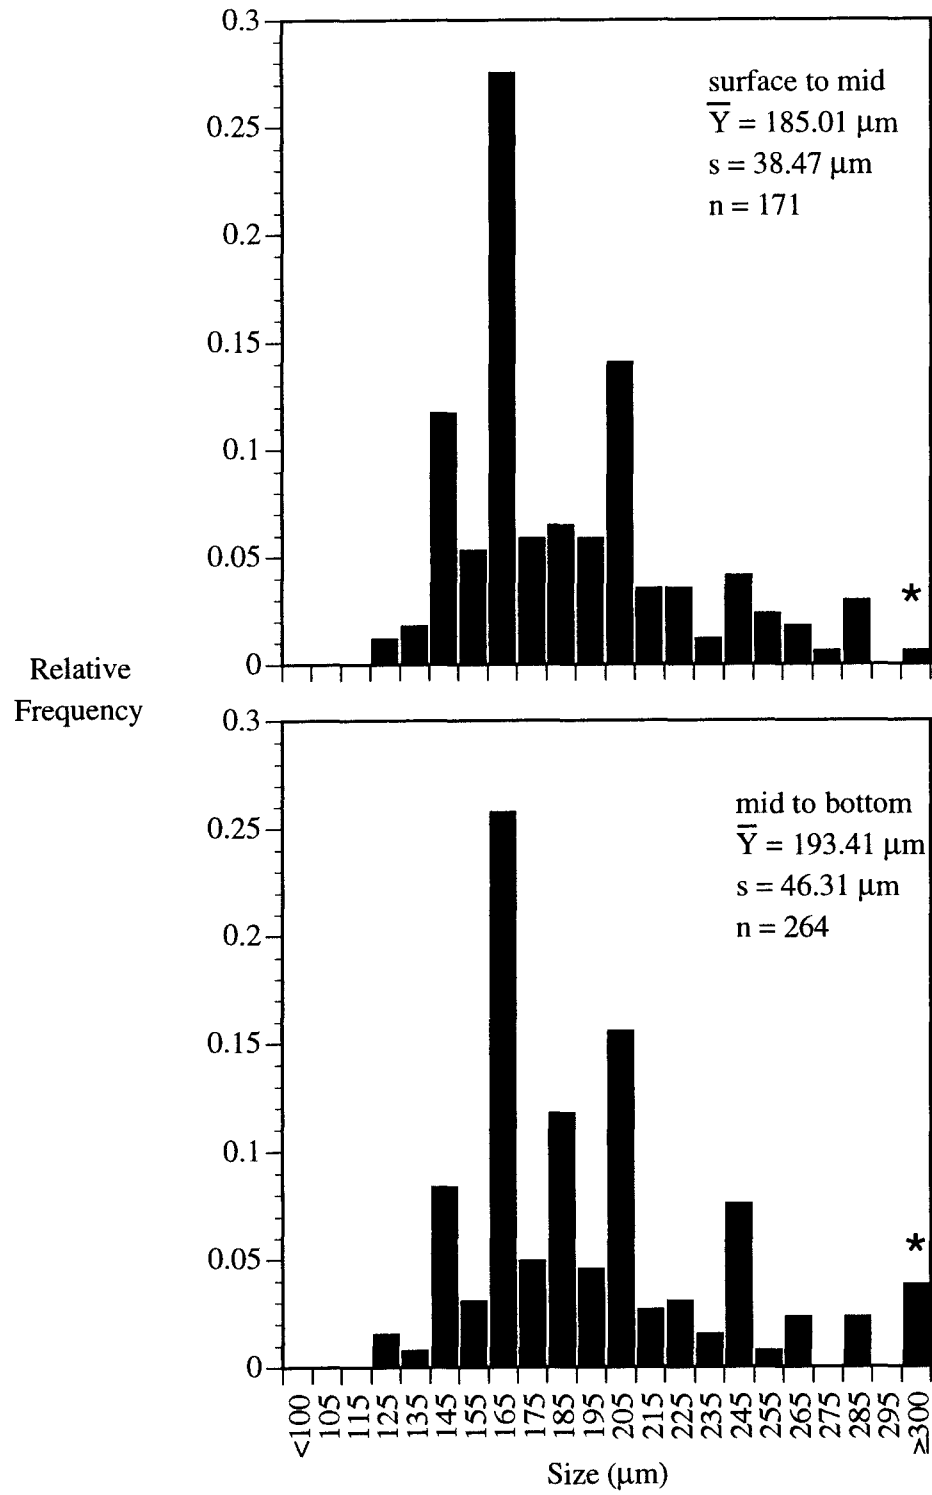 0.3
0.25
0.2
0.15
0.1
0.05
0
surface to mid
Y̅ = 185.01 µm
s = 38.47 µm
n = 171
*
Relative
Frequency
0.3
0.25
0.2
0.15
0.1
0.05
0
mid to bottom
Y̅ = 193.41 µm
s = 46.31 µm
n = 264
*
<100 105 115 125 135 145 155 165 175 185 195 205 215 225 235 245 255 265 275 285 295 ≥300
Size (µm)